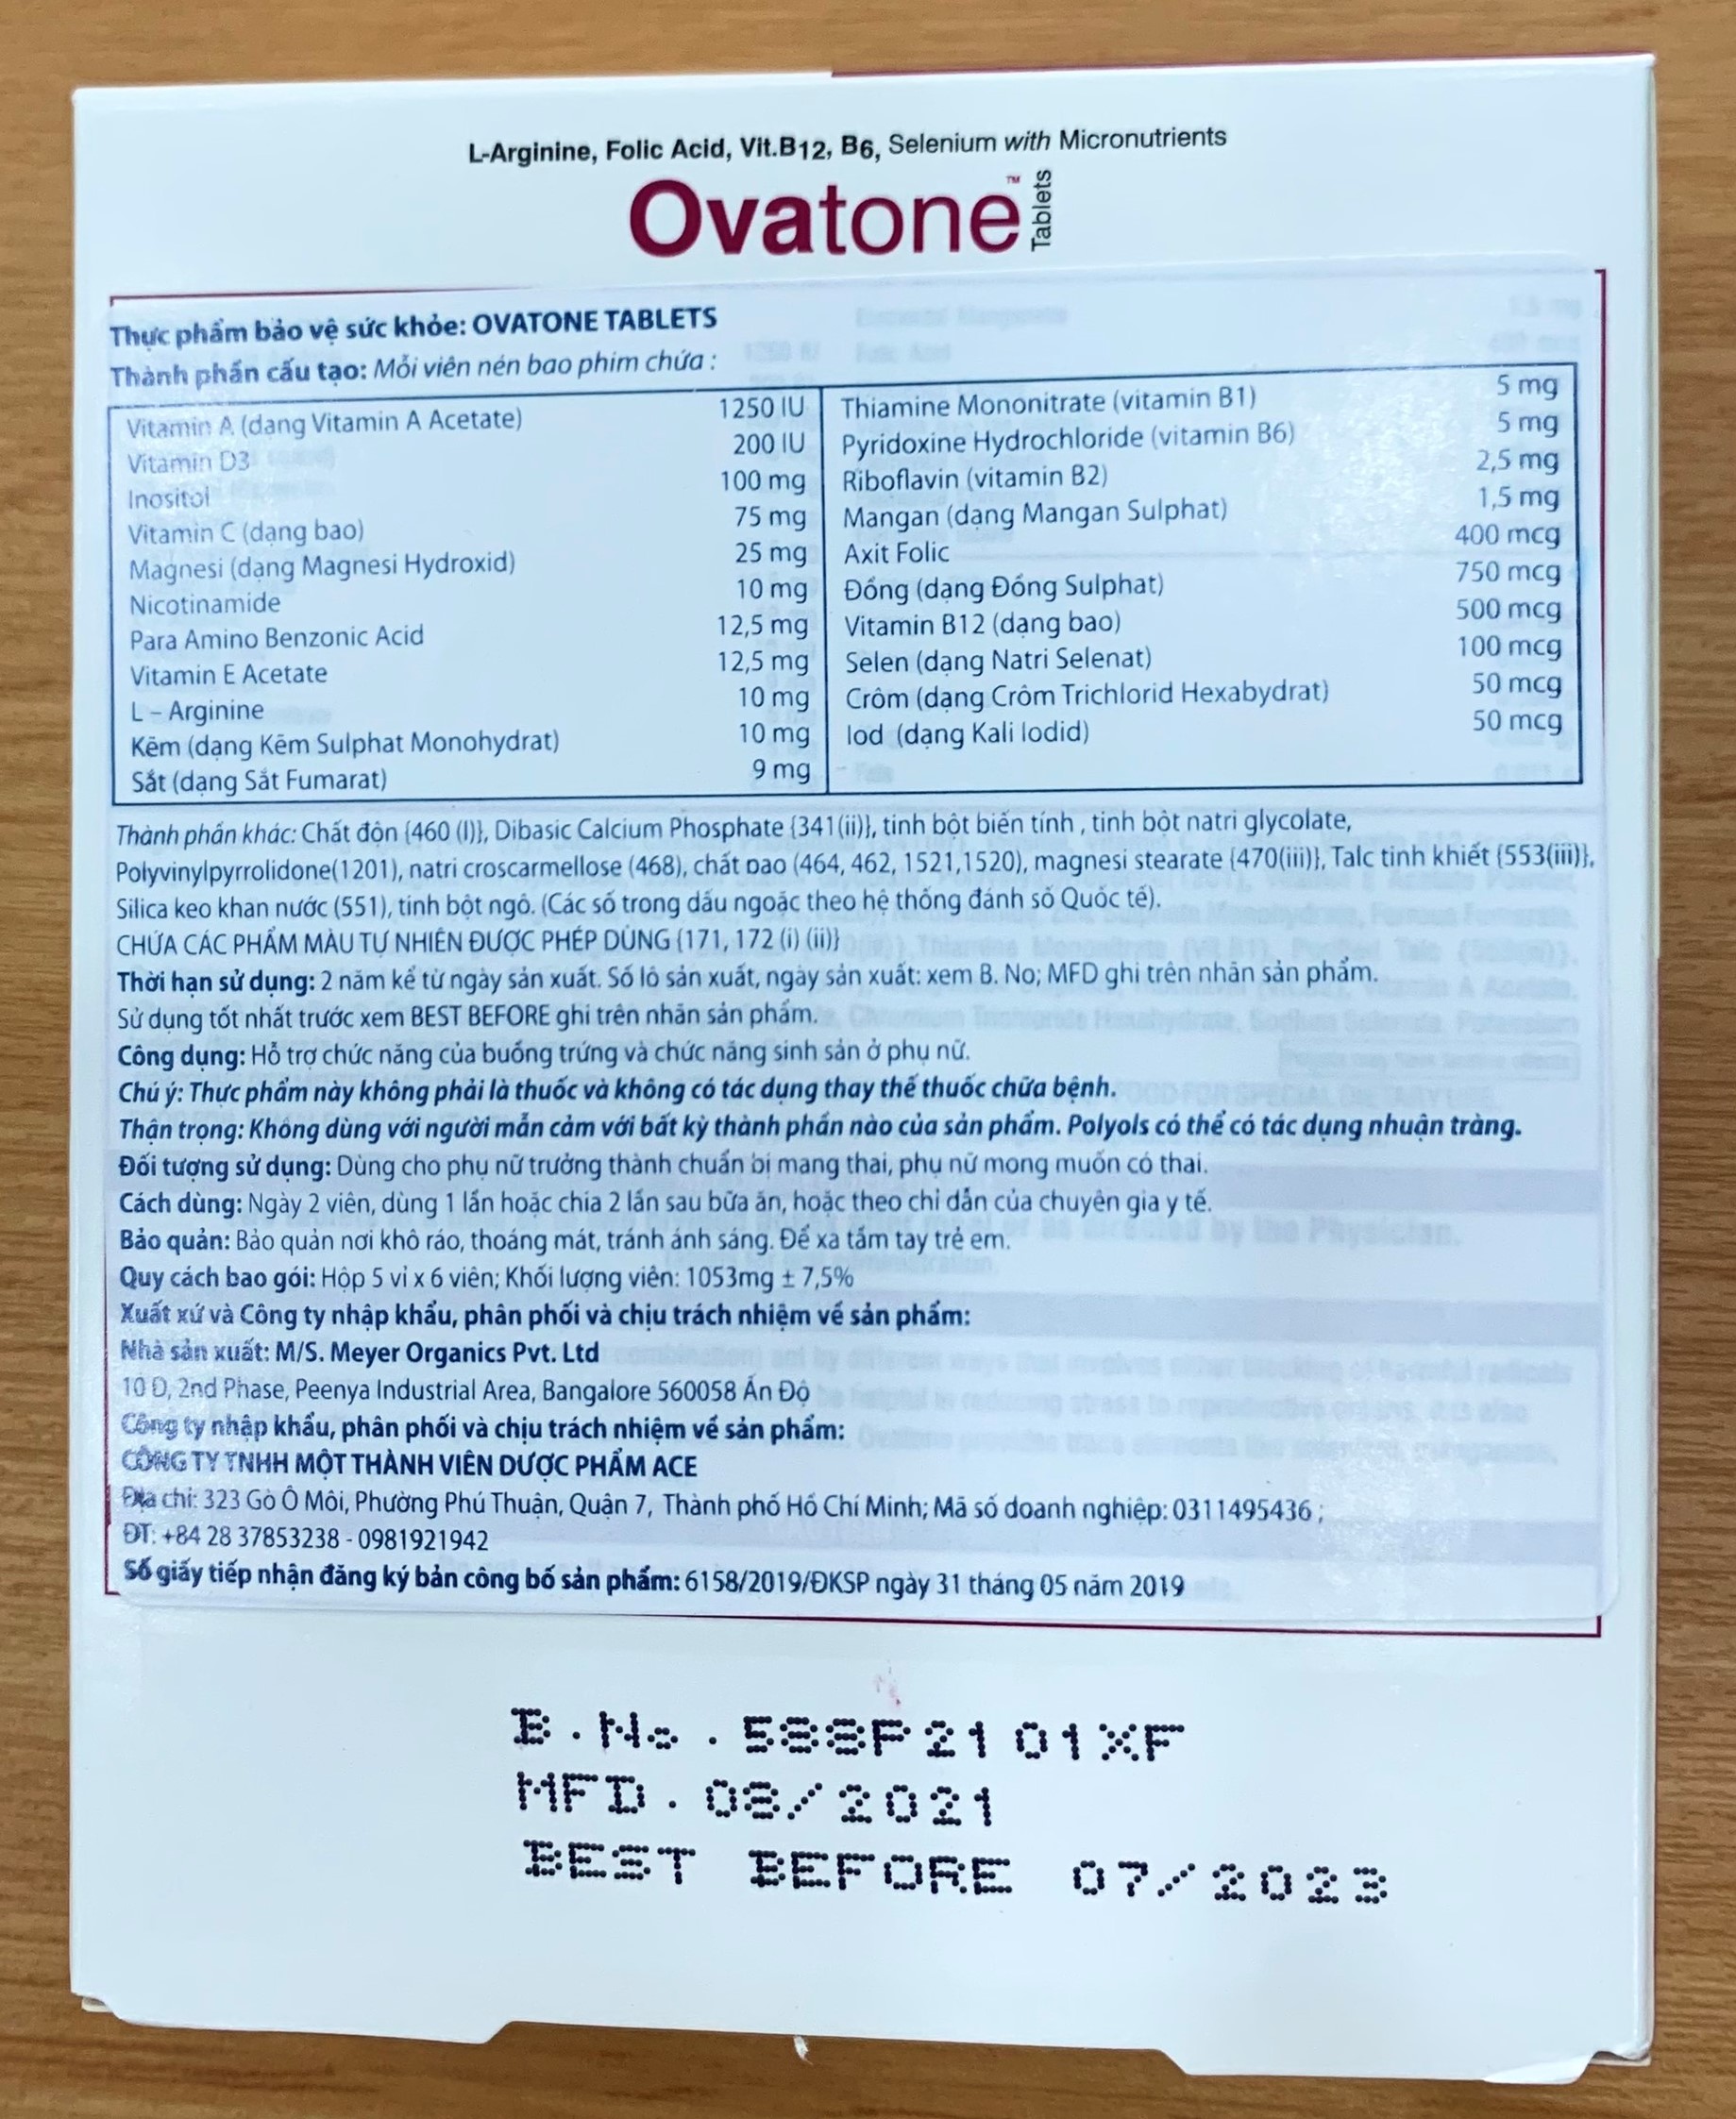 L-Arginine, Folic Acid, Vit.B12, B6, Selenium with Micronutrients
Ovatone™ Tablets
Thực phẩm bảo vệ sức khỏe: OVATONE TABLETS
Thành phần cấu tạo: Mỗi viên nén bao phim chứa :
Vitamin A (dạng Vitamin A Acetate) 1250 IU
Vitamin D3 200 IU
Inositol 100 mg
Vitamin C (dạng bao) 75 mg
Magnesi (dạng Magnesi Hydroxid) 25 mg
Nicotinamide 10 mg
Para Amino Benzonic Acid 12,5 mg
Vitamin E Acetate 12,5 mg
L – Arginine 10 mg
Kẽm (dạng Kẽm Sulphat Monohydrat) 10 mg
Sắt (dạng Sắt Fumarat) 9 mg
Thiamine Mononitrate (vitamin B1) 5 mg
Pyridoxine Hydrochloride (vitamin B6) 5 mg
Riboflavin (vitamin B2) 2,5 mg
Mangan (dạng Mangan Sulphat) 1,5 mg
Axit Folic 400 mcg
Đồng (dạng Đồng Sulphat) 750 mcg
Vitamin B12 (dạng bao) 500 mcg
Selen (dạng Natri Selenat) 100 mcg
Crôm (dạng Crôm Trichlorid Hexabydrat) 50 mcg
Iod (dạng Kali Iodid) 50 mcg
Thành phần khác: Chất độn {460 (I)}, Dibasic Calcium Phosphate {341(ii)}, tinh bột biến tính , tinh bột natri glycolate,
Polyvinylpyrrolidone(1201), natri croscarmellose (468), chất bao (464, 462, 1521,1520), magnesi stearate {470(iii)}, Talc tinh khiết {553(iii)},
Silica keo khan nước (551), tinh bột ngô. (Các số trong dấu ngoặc theo hệ thống đánh số Quốc tế).
CHỨA CÁC PHẨM MÀU TỰ NHIÊN ĐƯỢC PHÉP DÙNG {171, 172 (i) (ii)}
Thời hạn sử dụng: 2 năm kể từ ngày sản xuất. Số lô sản xuất, ngày sản xuất: xem B. No; MFD ghi trên nhãn sản phẩm.
Sử dụng tốt nhất trước xem BEST BEFORE ghi trên nhãn sản phẩm.
Công dụng: Hỗ trợ chức năng của buồng trứng và chức năng sinh sản ở phụ nữ.
Chú ý: Thực phẩm này không phải là thuốc và không có tác dụng thay thế thuốc chữa bệnh.
Thận trọng: Không dùng với người mẫn cảm với bất kỳ thành phần nào của sản phẩm. Polyols có thể có tác dụng nhuận tràng.
Đối tượng sử dụng: Dùng cho phụ nữ trưởng thành chuẩn bị mang thai, phụ nữ mong muốn có thai.
Cách dùng: Ngày 2 viên, dùng 1 lần hoặc chia 2 lần sau bữa ăn, hoặc theo chỉ dẫn của chuyên gia y tế.
Bảo quản: Bảo quản nơi khô ráo, thoáng mát, tránh ánh sáng. Để xa tầm tay trẻ em.
Quy cách bao gói: Hộp 5 vỉ x 6 viên; Khối lượng viên: 1053mg ± 7,5%
Xuất xứ và Công ty nhập khẩu, phân phối và chịu trách nhiệm về sản phẩm:
Nhà sản xuất: M/S. Meyer Organics Pvt. Ltd
10 D, 2nd Phase, Peenya Industrial Area, Bangalore 560058 Ấn Độ
Công ty nhập khẩu, phân phối và chịu trách nhiệm về sản phẩm:
CÔNG TY TNHH MỘT THÀNH VIÊN DƯỢC PHẨM ACE
Địa chỉ: 323 Gò Ô Môi, Phường Phú Thuận, Quận 7, Thành phố Hồ Chí Minh; Mã số doanh nghiệp: 0311495436 ;
ĐT: +84 28 37853238 - 0981921942
Số giấy tiếp nhận đăng ký bản công bố sản phẩm: 6158/2019/ĐKSP ngày 31 tháng 05 năm 2019
B.No.588P2101XF
MFD.08/2021
BEST BEFORE 07/2023